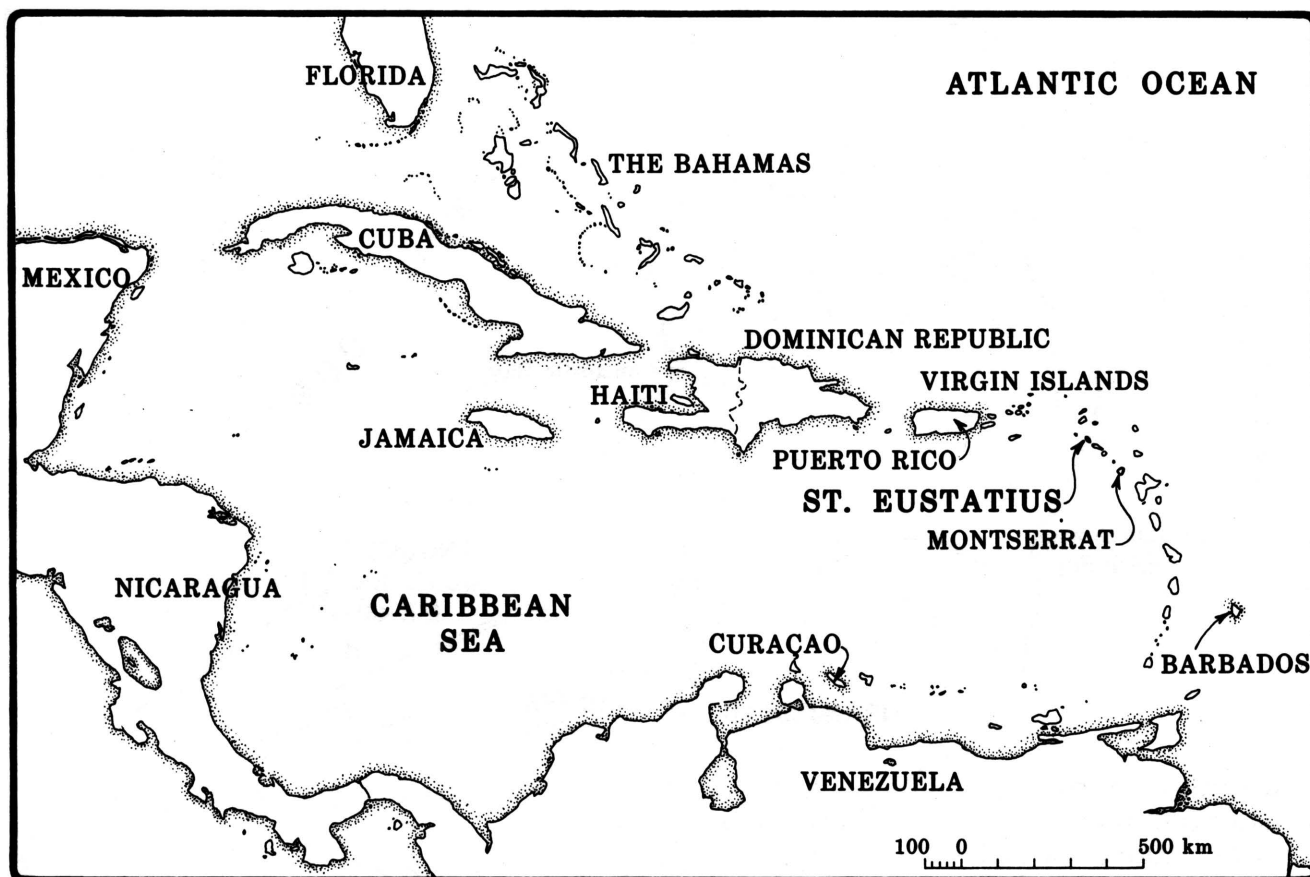 FLORIDA
ATLANTIC OCEAN
THE BAHAMAS
CUBA
MEXICO
DOMINICAN REPUBLIC
VIRGIN ISLANDS
HAITI
JAMAICA
PUERTO RICO
ST. EUSTATIUS
MONTSERRAT
NICARAGUA
CARIBBEAN
SEA
CURAÇAO
BARBADOS
VENEZUELA
100 0 500 km